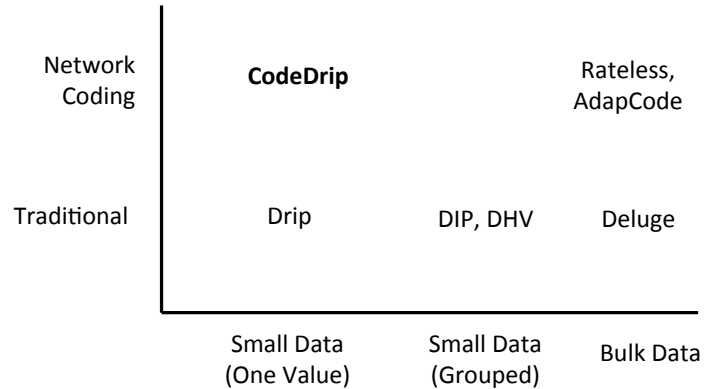 Network
Coding
CodeDrip
Rateless,
AdapCode
Traditional
Drip
DIP, DHV
Deluge
Small Data
(One Value)
Small Data
(Grouped)
Bulk Data